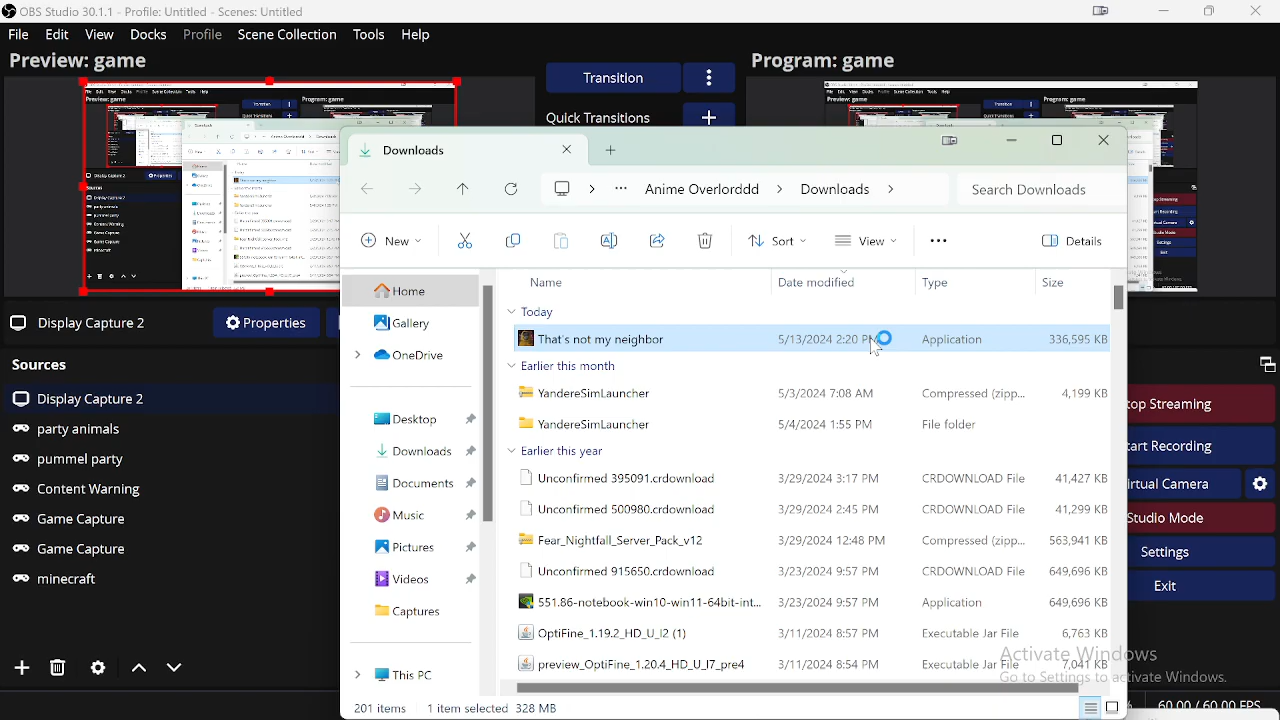 OBS Studio 30.1.1 - Profile: Untitled - Scenes: Untitled
File Edit View Docks Profile Scene Collection Tools Help
Preview: game
Transition
Program: game
Quick Transitions
Downloads
Anime Overlorddd > Downloads >
Search Downloads
New
Sort
View
Details
Home
Gallery
OneDrive
Desktop
Downloads
Documents
Music
Pictures
Videos
Captures
This PC
Name Date modified Type Size
Today
That's not my neighbor 5/13/2024 2:20 PM Application 336,595 KB
Earlier this month
YandereSimLauncher 5/3/2024 7:08 AM Compressed (zipp... 4,199 KB
YandereSimLauncher 5/4/2024 1:55 PM File folder
Earlier this year
Unconfirmed 395091.crdownload 3/29/2024 3:17 PM CRDOWNLOAD File 41,427 KB
Unconfirmed 500980.crdownload 3/29/2024 2:45 PM CRDOWNLOAD File 41,299 KB
Fear_Nightfall_Server_Pack_v12 3/29/2024 12:48 PM Compressed (zipp... 563,941 KB
Unconfirmed 915650.crdownload 3/23/2024 9:57 PM CRDOWNLOAD File 649,696 KB
551.86-notebook-win10-win11-64bit-int... 3/23/2024 9:57 PM Application 649,696 KB
OptiFine_1.19.2_HD_U_I2 (1) 3/11/2024 8:57 PM Executable Jar File 6,763 KB
preview_OptiFine_1.20.4_HD_U_I7_pre4 3/11/2024 8:54 PM Executable Jar File 7,041 KB
201 items 1 item selected 328 MB
Display Capture 2
Properties
Sources
Display Capture 2
party animals
pummel party
Content Warning
Game Capture
Game Capture
minecraft
top Streaming
tart Recording
irtual Camera
Studio Mode
Settings
Exit
Activate Windows
Go to Settings to activate Windows.
60.00 / 60.00 FPS